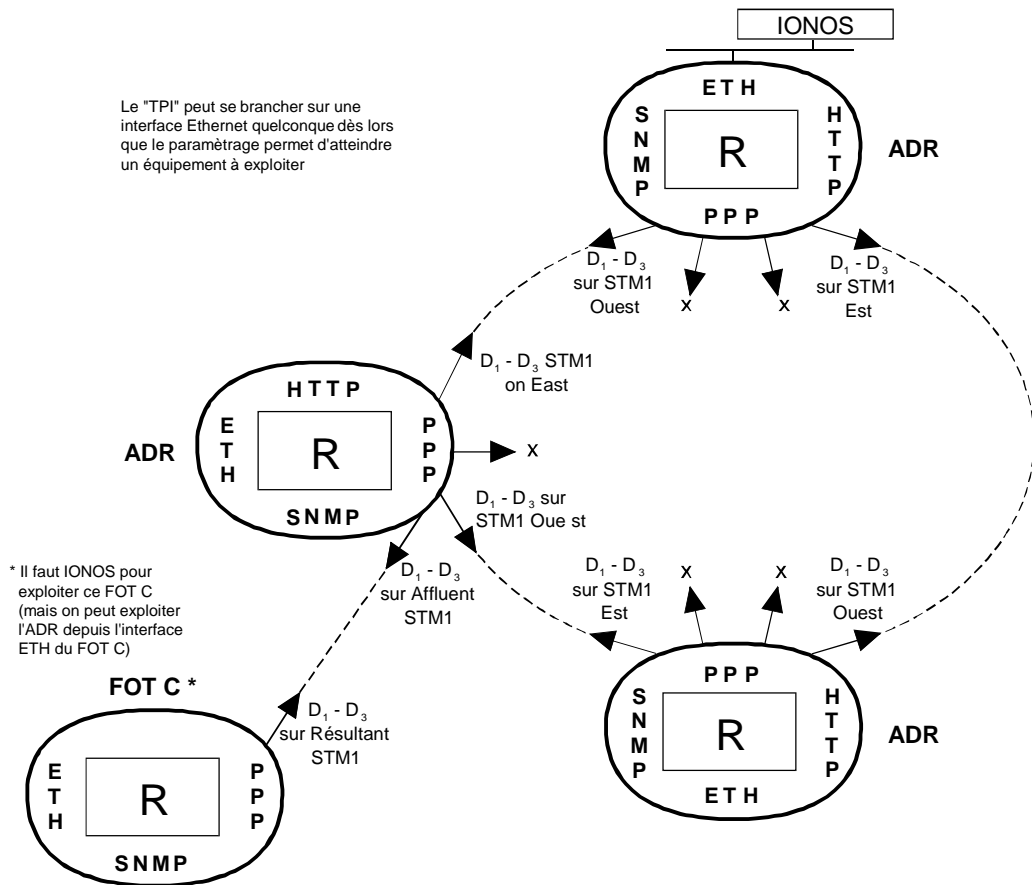 IONOS
Le "TPI" peut se brancher sur une
interface Ethernet quelconque dès lors
que le paramètrage permet d'atteindre
un équipement à exploiter
ETH
SNMP
R
HTTP
PPP
ADR
D₁ - D₃
sur STM1
Ouest
x
x
D₁ - D₃
sur STM1
Est
D₁ - D₃ STM1
on East
HTTP
ETH
R
PPP
SNMP
ADR
x
D₁ - D₃ sur
STM1 Oue st
D₁ - D₃
sur Affluent
STM1
* Il faut IONOS pour
exploiter ce FOT C
(mais on peut exploiter
l'ADR depuis l'interface
ETH du FOT C)
FOT C *
D₁ - D₃
sur Résultant
STM1
ETH
R
PPP
SNMP
D₁ - D₃
sur STM1
Est
x
x
D₁ - D₃
sur STM1
Ouest
PPP
SNMP
R
HTTP
ETH
ADR